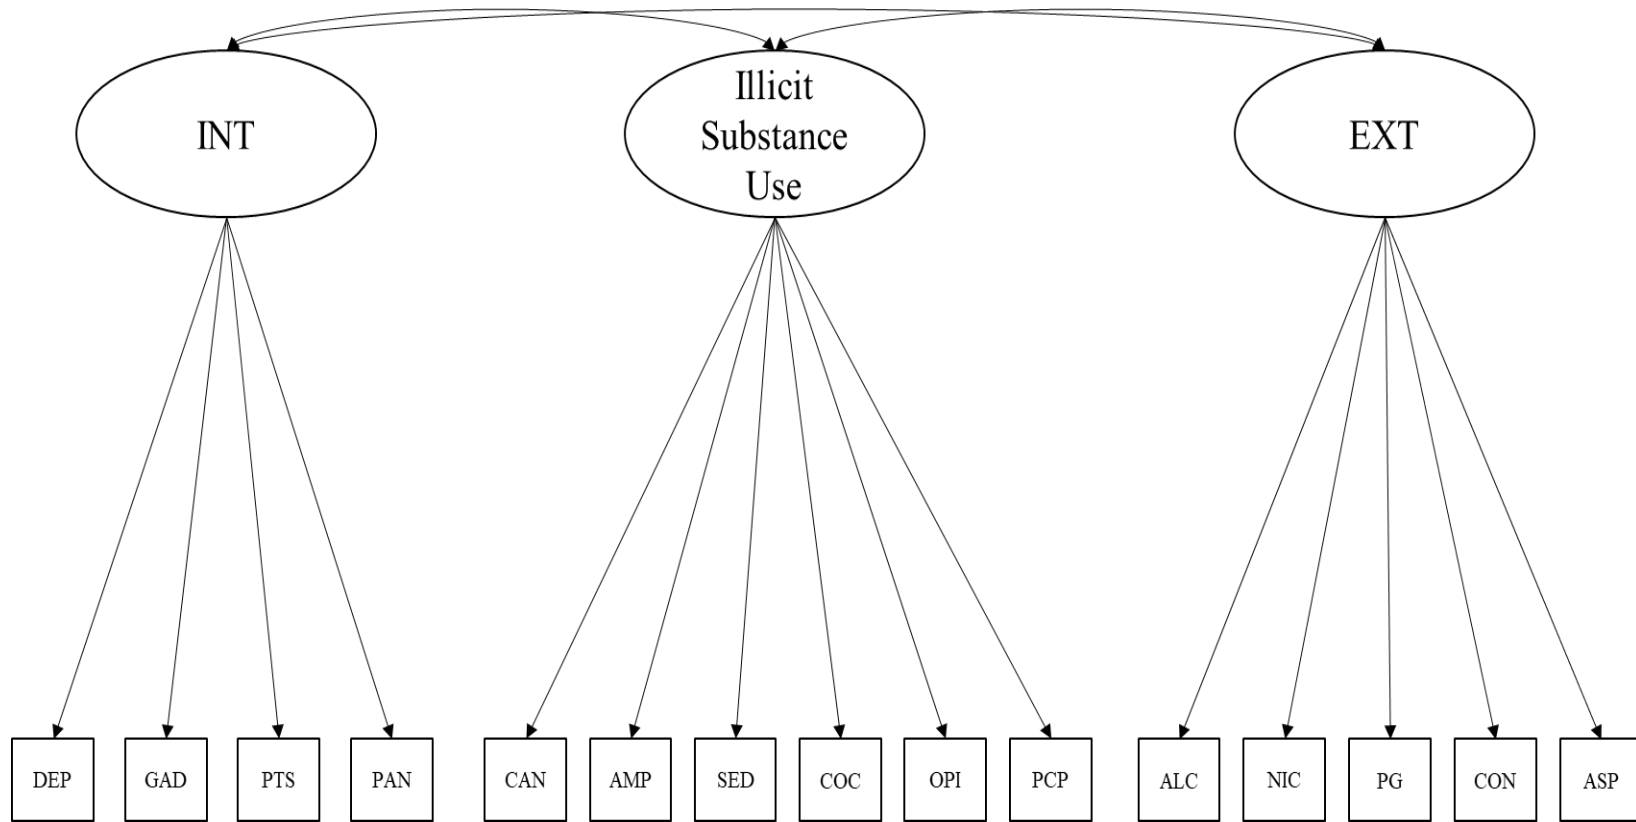 INT
Illicit
Substance
Use
EXT
DEP
GAD
PTS
PAN
CAN
AMP
SED
COC
OPI
PCP
ALC
NIC
PG
CON
ASP